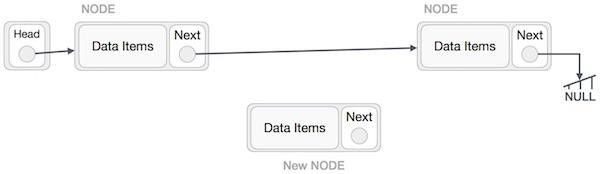 NODE
NODE
Head
Data Items
Next
Data Items
Next
NULL
Data Items
Next
New NODE